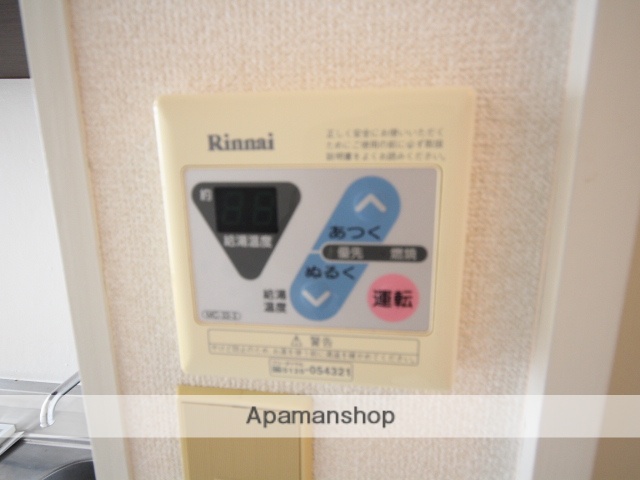 Rinnai
正しく安全にお使いいただく
ためにご使用の前に必ず取扱
説明書をよくお読みください。
約
給湯温度
あつく
優先 燃焼
ぬるく
給湯
温度
運転
警告
054321
Apamanshop